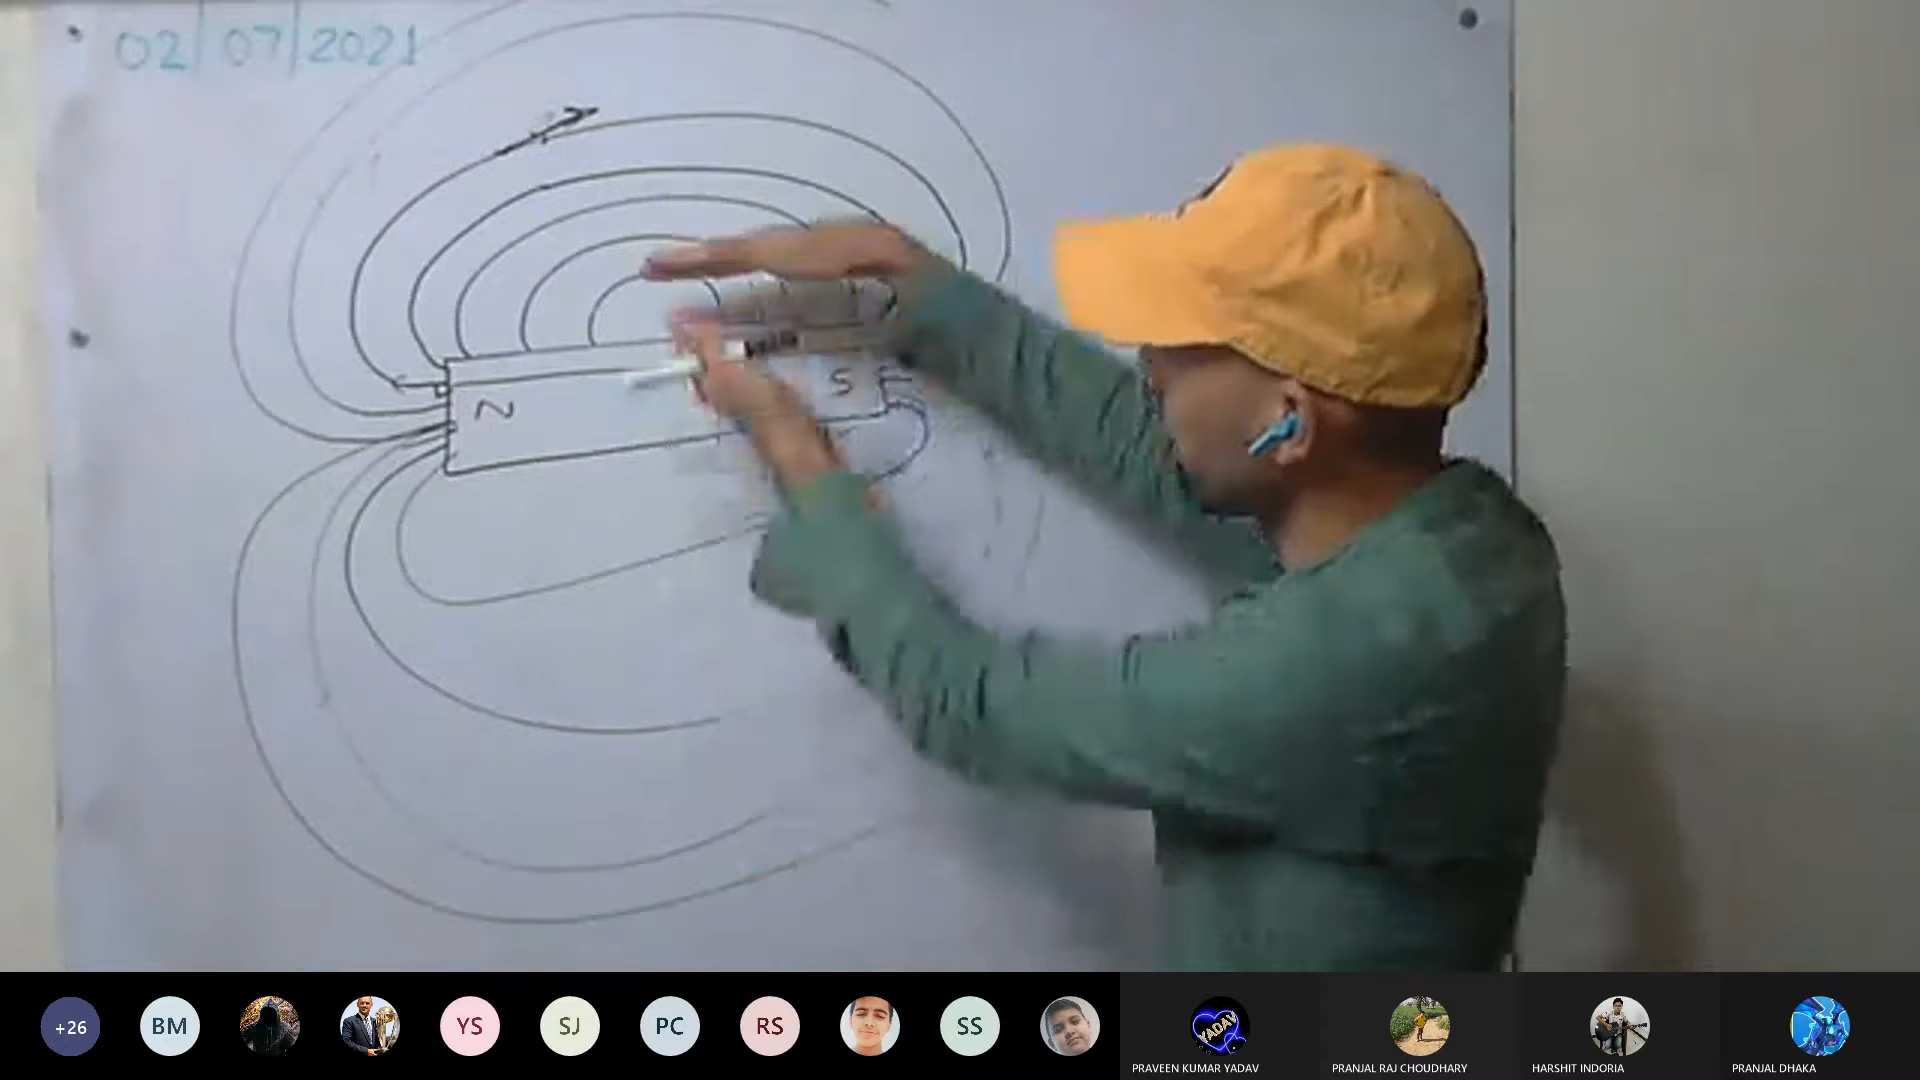 02/07/2021
N
S
+26
BM
YS
SJ
PC
RS
SS
YADAV
PRAVEEN KUMAR YADAV
PRANJAL RAJ CHOUDHARY
HARSHIT INDORIA
PRANJAL DHAKA